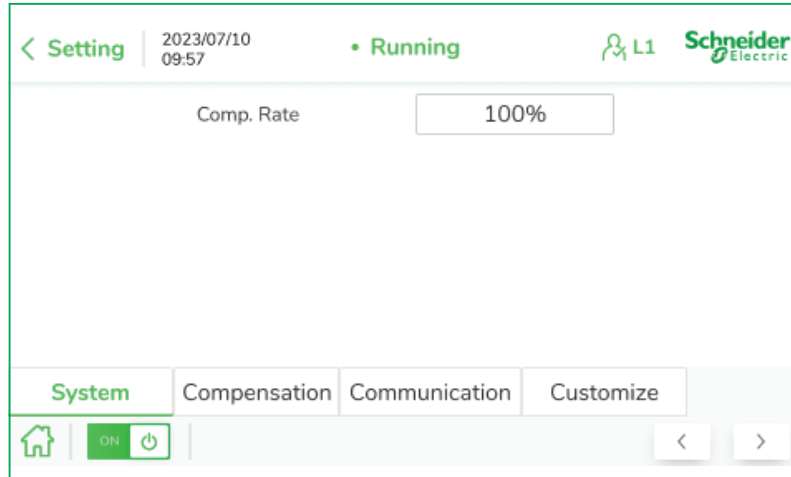 Setting
2023/07/10
09:57
• Running
L1
Schneider
Electric
Comp. Rate 100%
System Compensation Communication Customize
ON